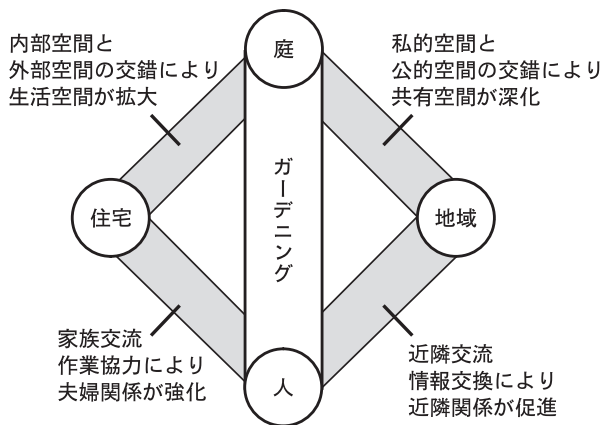 庭
内部空間と
外部空間の交錯により
生活空間が拡大
私的空間と
公的空間の交錯により
共有空間が深化
ガーデニング
住宅
地域
家族交流
作業協力により
夫婦関係が強化
近隣交流
情報交換により
近隣関係が促進
人